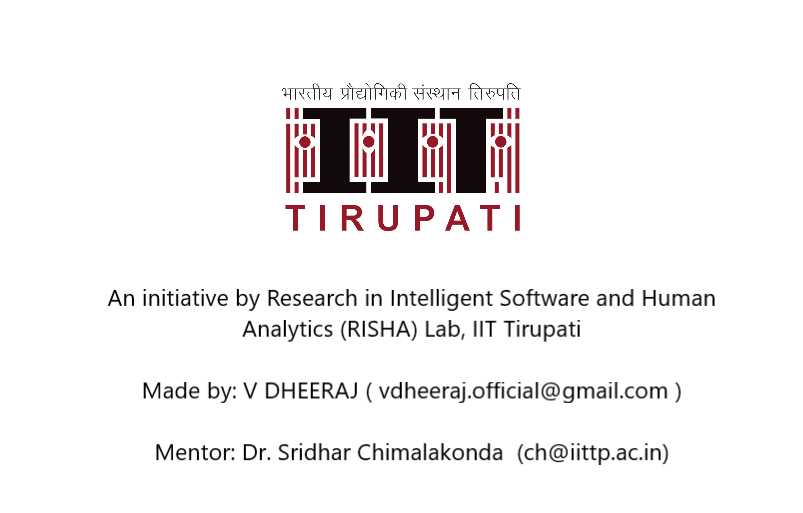 भारतीय प्रौद्योगिकी संस्थान तिरुपति
IIT
TIRUPATI
An initiative by Research in Intelligent Software and Human
Analytics (RISHA) Lab, IIT Tirupati
Made by: V DHEERAJ ( vdheeraj.official@gmail.com )
Mentor: Dr. Sridhar Chimalakonda  (ch@iittp.ac.in)